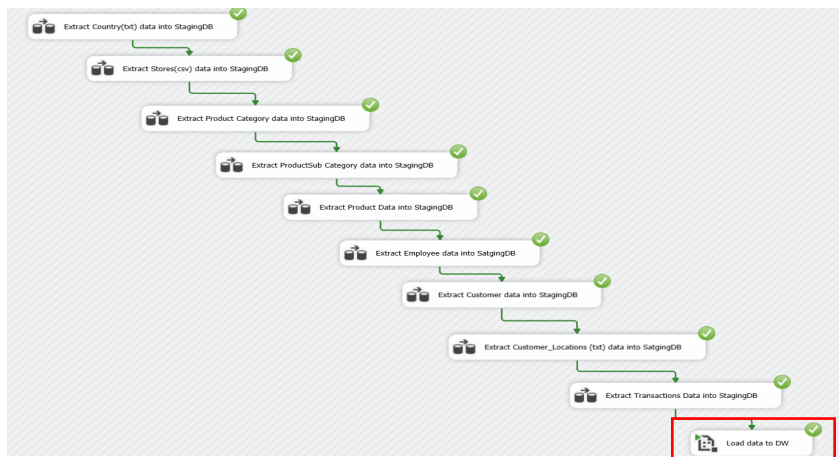 Extract Country(txt) data into StagingDB
Extract Stores(csv) data into StagingDB
Extract Product Category data into StagingDB
Extract ProductSub Category data into StagingDB
Extract Product Data into StagingDB
Extract Employee data into SatgingDB
Extract Customer data into StagingDB
Extract Customer_Locations (txt) data into SatgingDB
Extract Transactions Data into StagingDB
Load data to DW